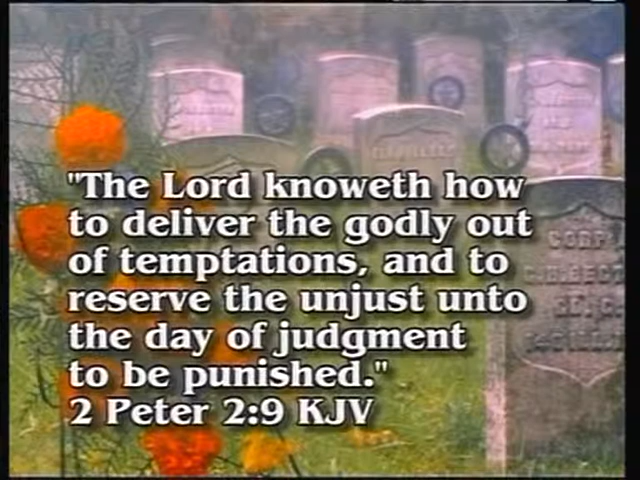 "The Lord knoweth how
to deliver the godly out
of temptations, and to
reserve the unjust unto
the day of judgment
to be punished."
2 Peter 2:9 KJV
CORP